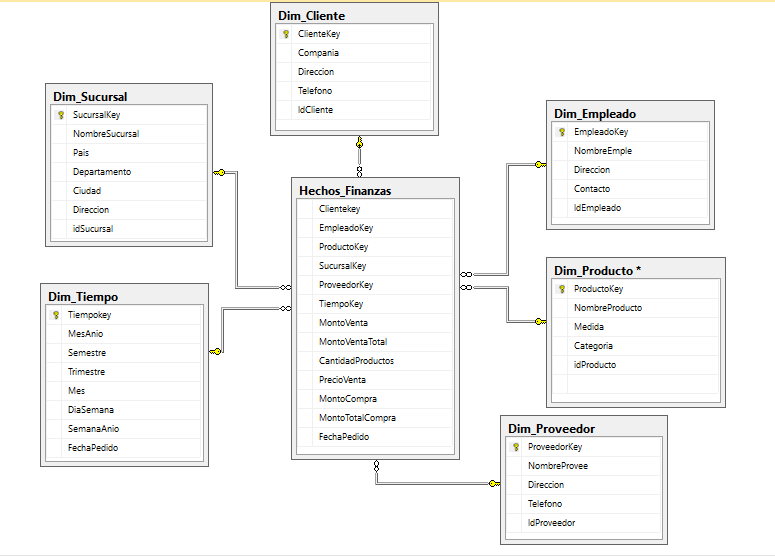 Dim_Cliente
ClienteKey
Compania
Direccion
Telefono
IdCliente
Dim_Sucursal
SucursalKey
NombreSucursal
Pais
Departamento
Ciudad
Direccion
idSucursal
Dim_Empleado
EmpleadoKey
NombreEmple
Direccion
Contacto
IdEmpleado
Hechos_Finanzas
Clientekey
EmpleadoKey
ProductoKey
SucursalKey
ProveedorKey
TiempoKey
MontoVenta
MontoVentaTotal
CantidadProductos
PrecioVenta
MontoCompra
MontoTotalCompra
FechaPedido
Dim_Tiempo
Tiempokey
MesAnio
Semestre
Trimestre
Mes
DiaSemana
SemanaAnio
FechaPedido
Dim_Producto *
ProductoKey
NombreProducto
Medida
Categoria
idProducto
Dim_Proveedor
ProveedorKey
NombreProvee
Direccion
Telefono
IdProveedor